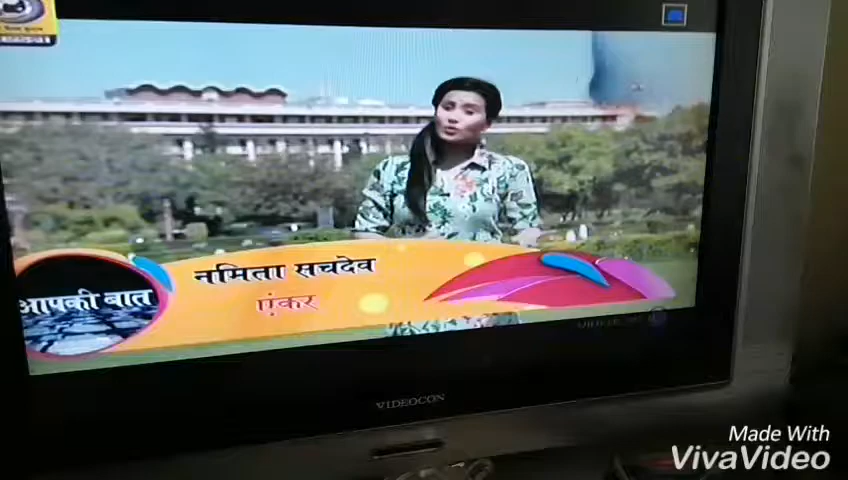 नमिता सचदेव
एंकर
आपकी बात
VIDEOCON
Made With
VivaVideo